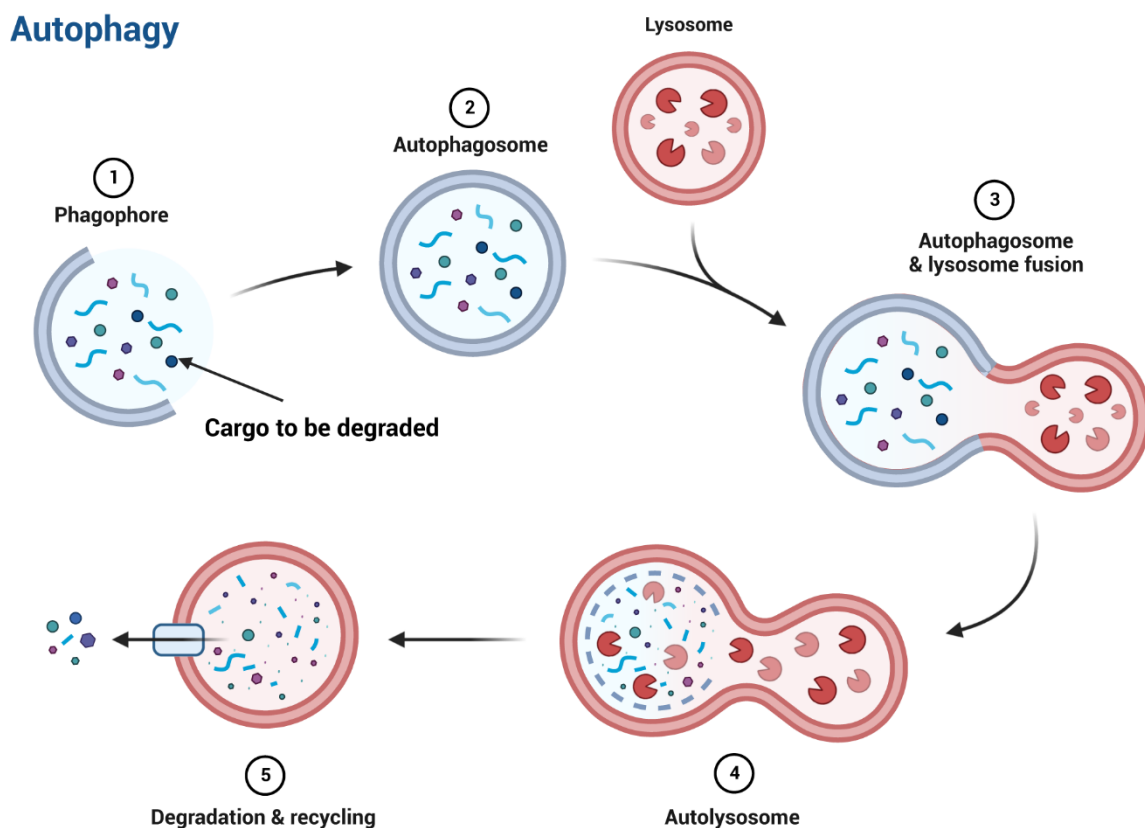 Autophagy
Lysosome
1
Phagophore
2
Autophagosome
3
Autophagosome
& lysosome fusion
Cargo to be degraded
4
Autolysosome
5
Degradation & recycling